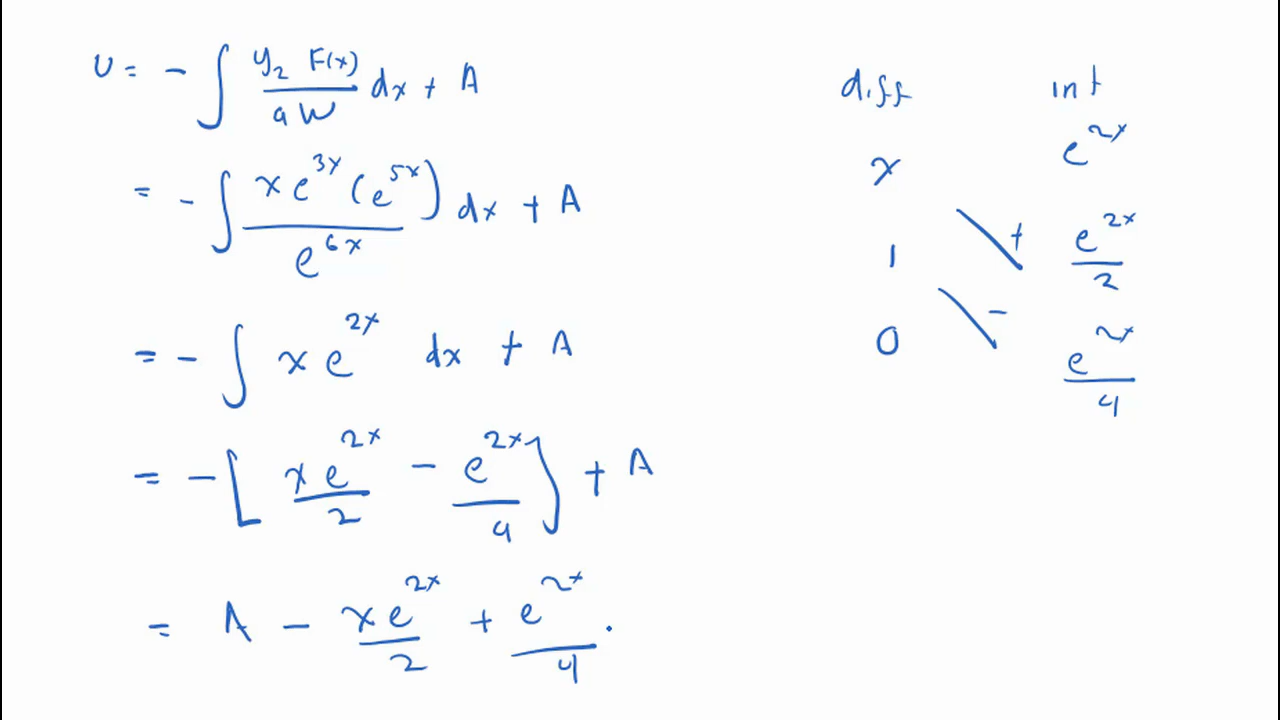 U = - ∫ y₂ F(x) / aW dx + A
= - ∫ x e^{3x} (e^{5x}) / e^{6x} dx + A
= - ∫ x e^{2x} dx + A
= - [ x e^{2x} / 2 - e^{2x} / 4 ] + A
= A - x e^{2x} / 2 + e^{2x} / 4 .
diff int
x e^{2x}
+
1 e^{2x} / 2
-
0 e^{2x} / 4